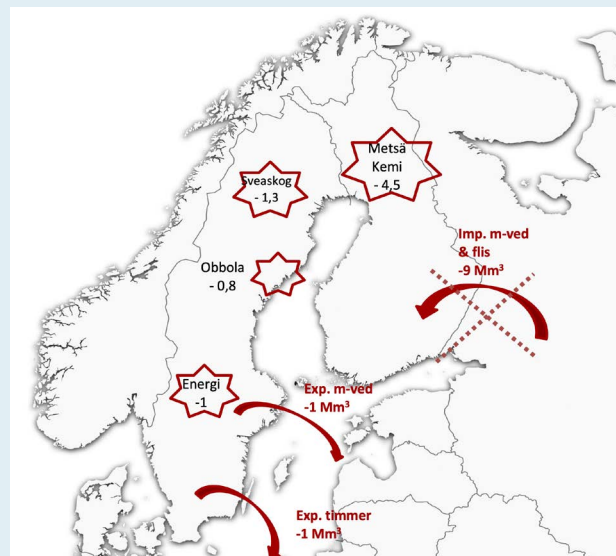 Metsä
Kemi
- 4,5
Sveaskog
- 1,3
Imp. m-ved
& flis
-9 Mm³
Obbola
- 0,8
Energi
-1
Exp. m-ved
-1 Mm³
Exp. timmer
-1 Mm³